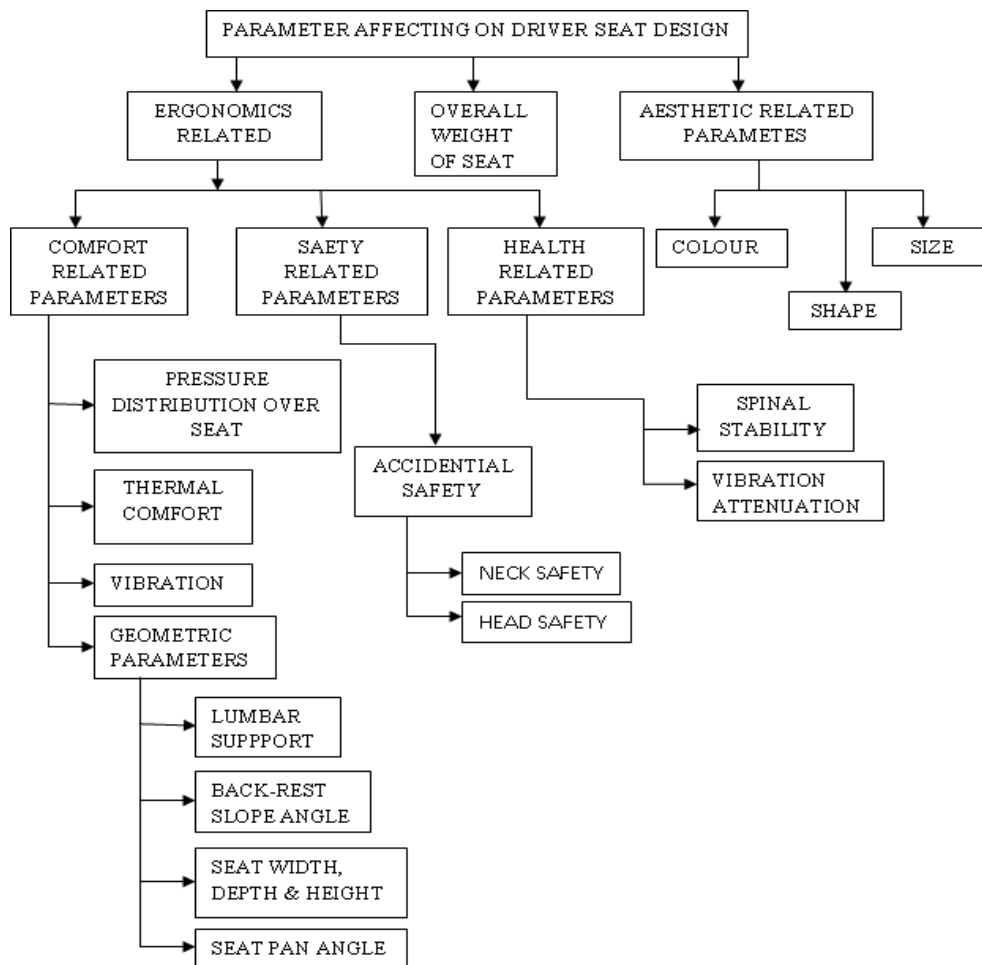 PARAMETER AFFECTING ON DRIVER SEAT DESIGN
ERGONOMICS
RELATED
OVERALL
WEIGHT
OF SEAT
AESTHETIC RELATED
PARAMETES
COMFORT
RELATED
PARAMETERS
SAETY
RELATED
PARAMETERS
HEALTH
RELATED
PARAMETERS
COLOUR
SIZE
SHAPE
PRESSURE
DISTRIBUTION OVER
SEAT
THERMAL
COMFORT
VIBRATION
GEOMETRIC
PARAMETERS
ACCIDENTIAL
SAFETY
NECK SAFETY
HEAD SAFETY
SPINAL
STABILITY
VIBRATION
ATTENUATION
LUMBAR
SUPPPORT
BACK-REST
SLOPE ANGLE
SEAT WIDTH,
DEPTH & HEIGHT
SEAT PAN ANGLE